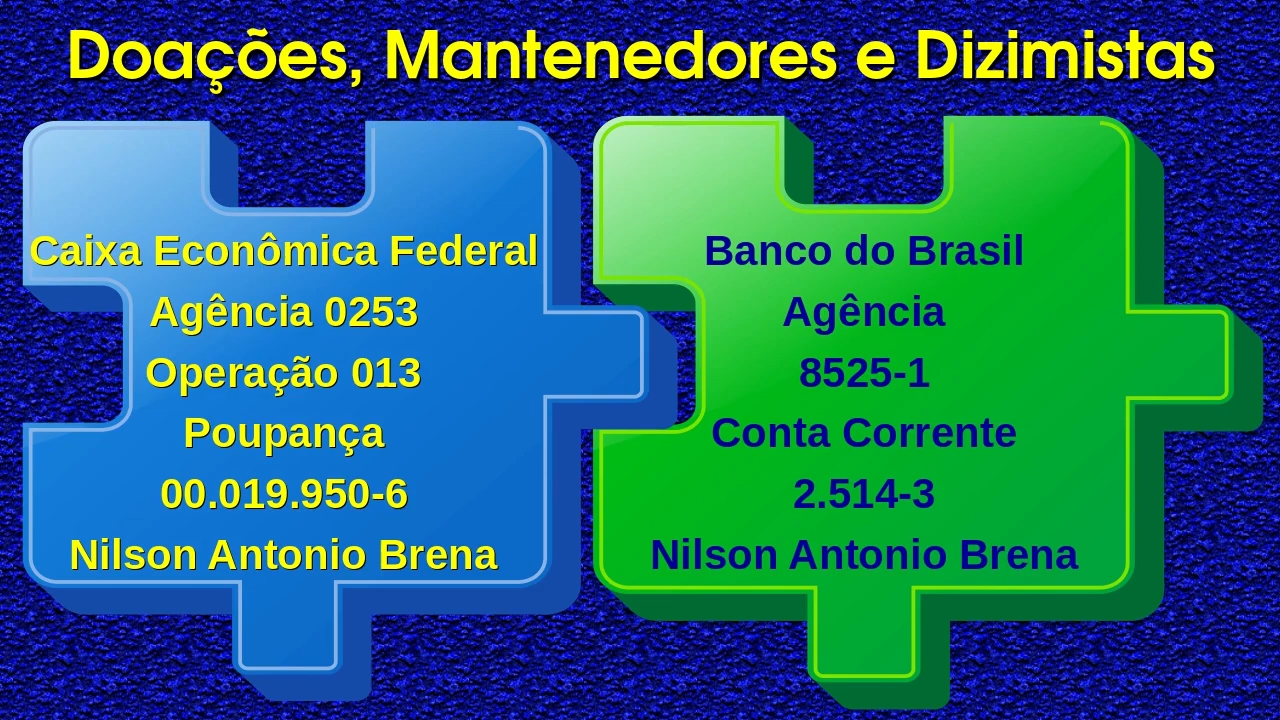 Doações, Mantenedores e Dizimistas
Caixa Econômica Federal
Agência 0253
Operação 013
Poupança
00.019.950-6
Nilson Antonio Brena
Banco do Brasil
Agência
8525-1
Conta Corrente
2.514-3
Nilson Antonio Brena